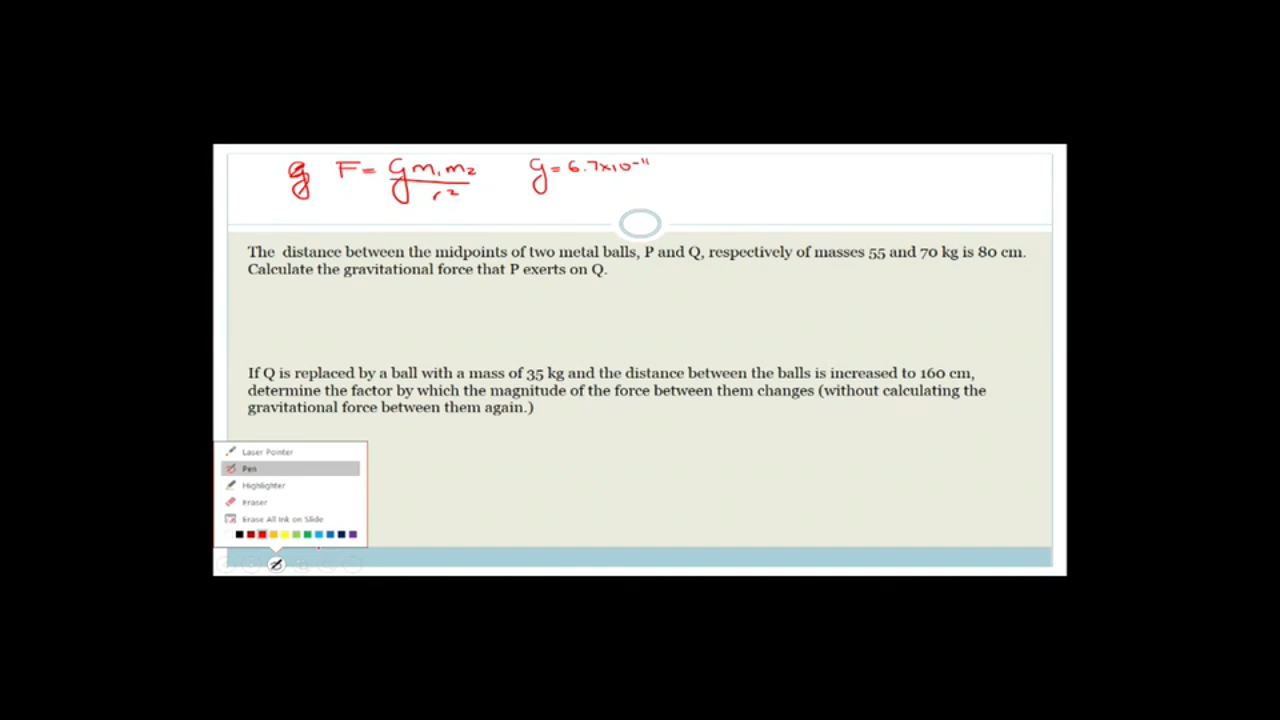 g F = Gm₁m₂ G = 6.7x10⁻¹¹
r²
The distance between the midpoints of two metal balls, P and Q, respectively of masses 55 and 70 kg is 80 cm.
Calculate the gravitational force that P exerts on Q.
If Q is replaced by a ball with a mass of 35 kg and the distance between the balls is increased to 160 cm,
determine the factor by which the magnitude of the force between them changes (without calculating the
gravitational force between them again.)
Laser Pointer
Pen
Highlighter
Eraser
Erase All Ink on Slide